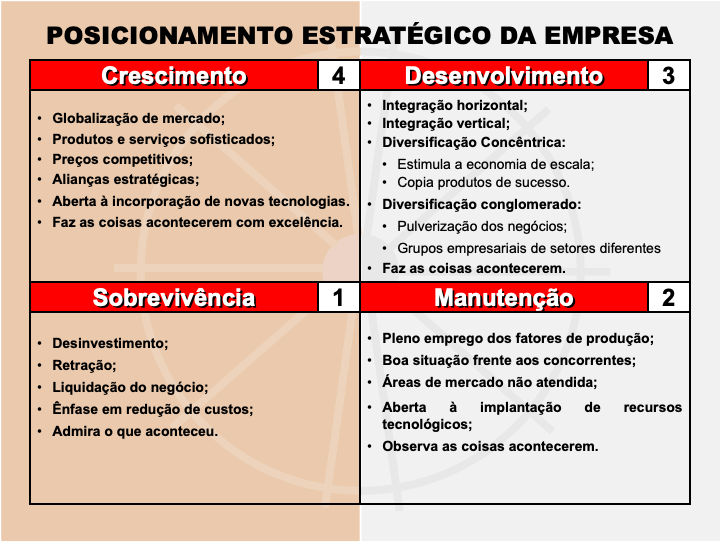 POSICIONAMENTO ESTRATÉGICO DA EMPRESA
Crescimento 4
• Globalização de mercado;
• Produtos e serviços sofisticados;
• Preços competitivos;
• Alianças estratégicas;
• Aberta à incorporação de novas tecnologias.
• Faz as coisas acontecerem com excelência.
Desenvolvimento 3
• Integração horizontal;
• Integração vertical;
• Diversificação Concêntrica:
• Estimula a economia de escala;
• Copia produtos de sucesso.
• Diversificação conglomerado:
• Pulverização dos negócios;
• Grupos empresariais de setores diferentes
• Faz as coisas acontecerem.
Sobrevivência 1
• Desinvestimento;
• Retração;
• Liquidação do negócio;
• Ênfase em redução de custos;
• Admira o que aconteceu.
Manutenção 2
• Pleno emprego dos fatores de produção;
• Boa situação frente aos concorrentes;
• Áreas de mercado não atendida;
• Aberta à implantação de recursos
tecnológicos;
• Observa as coisas acontecerem.